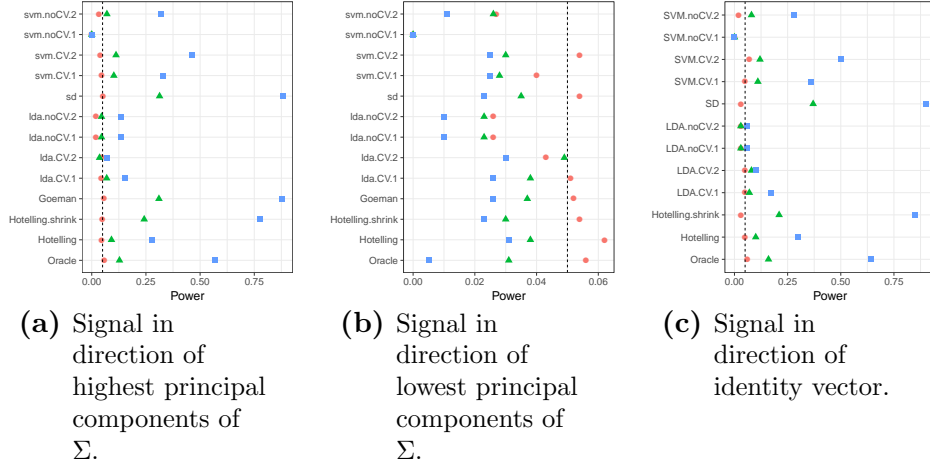 svm.noCV.2
svm.noCV.1
svm.CV.2
svm.CV.1
sd
lda.noCV.2
lda.noCV.1
lda.CV.2
lda.CV.1
Goeman
Hotelling.shrink
Hotelling
Oracle
0.00 0.25 0.50 0.75
Power
(a) Signal in
direction of
highest principal
components of
Σ.
svm.noCV.2
svm.noCV.1
svm.CV.2
svm.CV.1
sd
lda.noCV.2
lda.noCV.1
lda.CV.2
lda.CV.1
Goeman
Hotelling.shrink
Hotelling
Oracle
0.00 0.02 0.04 0.06
Power
(b) Signal in
direction of
lowest principal
components of
Σ.
SVM.noCV.2
SVM.noCV.1
SVM.CV.2
SVM.CV.1
SD
LDA.noCV.2
LDA.noCV.1
LDA.CV.2
LDA.CV.1
Hotelling.shrink
Hotelling
Oracle
0.00 0.25 0.50 0.75
Power
(c) Signal in
direction of
identity vector.